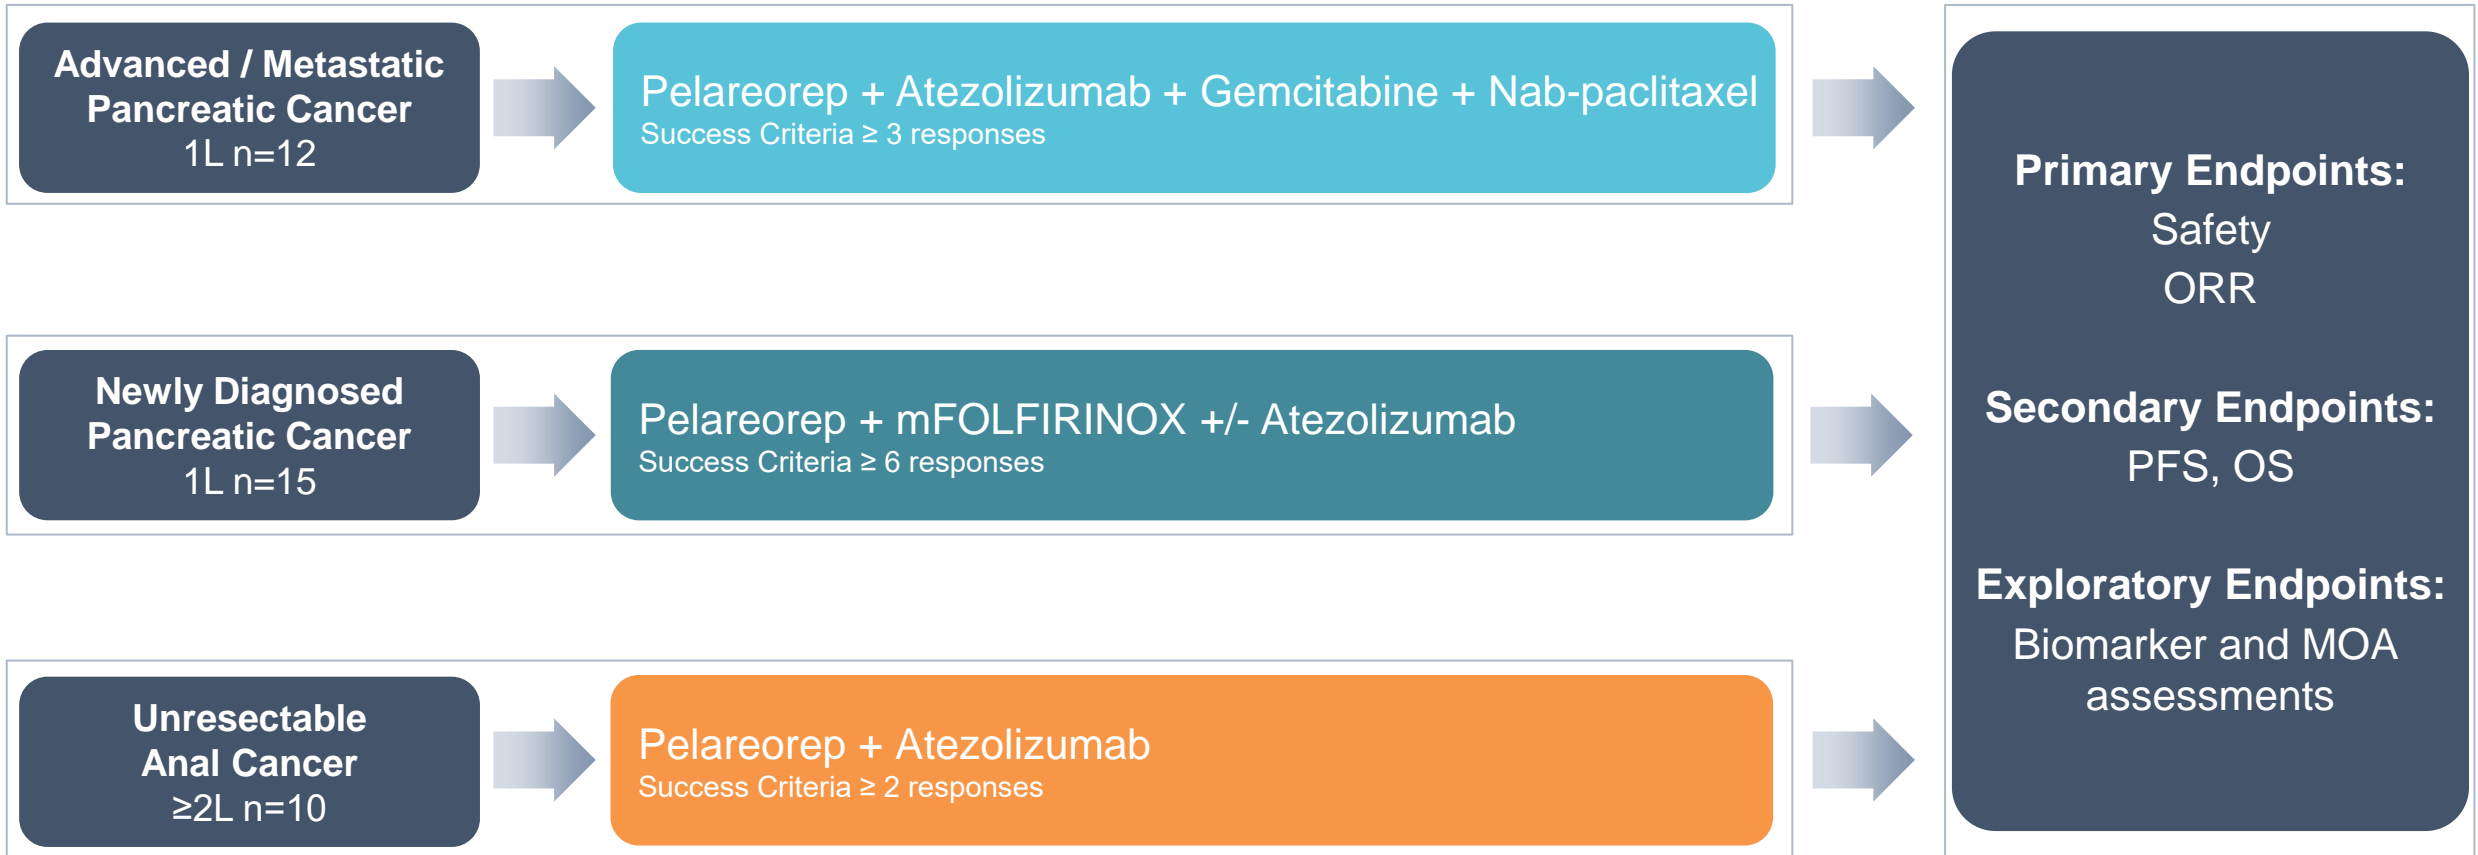 Advanced / Metastatic
Pancreatic Cancer
1L n=12
Pelareorep + Atezolizumab + Gemcitabine + Nab-paclitaxel
Success Criteria ≥ 3 responses
Newly Diagnosed
Pancreatic Cancer
1L n=15
Pelareorep + mFOLFIRINOX +/- Atezolizumab
Success Criteria ≥ 6 responses
Unresectable
Anal Cancer
≥2L n=10
Pelareorep + Atezolizumab
Success Criteria ≥ 2 responses
Primary Endpoints:
Safety
ORR
Secondary Endpoints:
PFS, OS
Exploratory Endpoints:
Biomarker and MOA
assessments